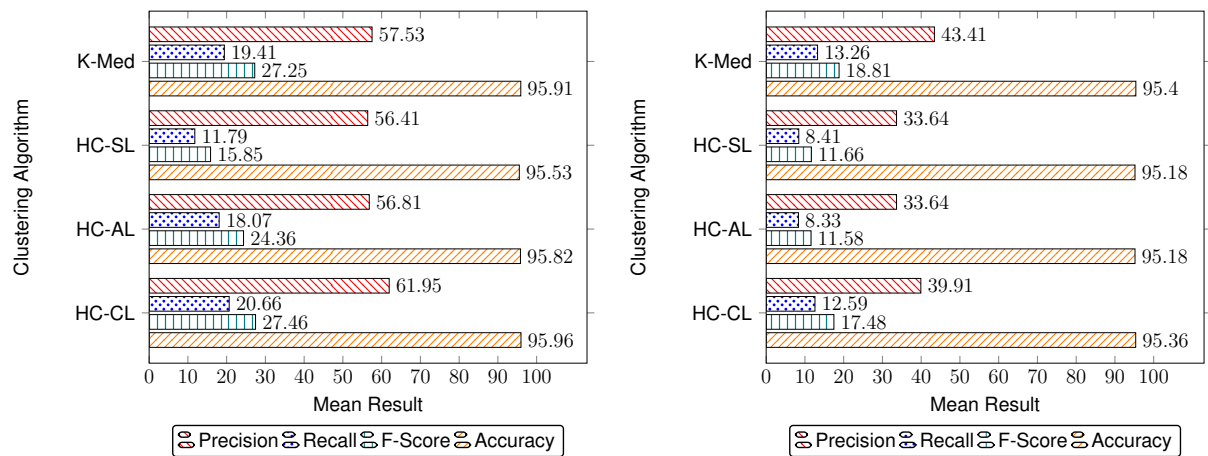 Clustering Algorithm
K-Med
57.53
19.41
27.25
95.91
HC-SL
56.41
11.79
15.85
95.53
HC-AL
56.81
18.07
24.36
95.82
HC-CL
61.95
20.66
27.46
95.96
0 10 20 30 40 50 60 70 80 90 100
Mean Result
Precision Recall F-Score Accuracy
Clustering Algorithm
K-Med
43.41
13.26
18.81
95.4
HC-SL
33.64
8.41
11.66
95.18
HC-AL
33.64
8.33
11.58
95.18
HC-CL
39.91
12.59
17.48
95.36
0 10 20 30 40 50 60 70 80 90 100
Mean Result
Precision Recall F-Score Accuracy